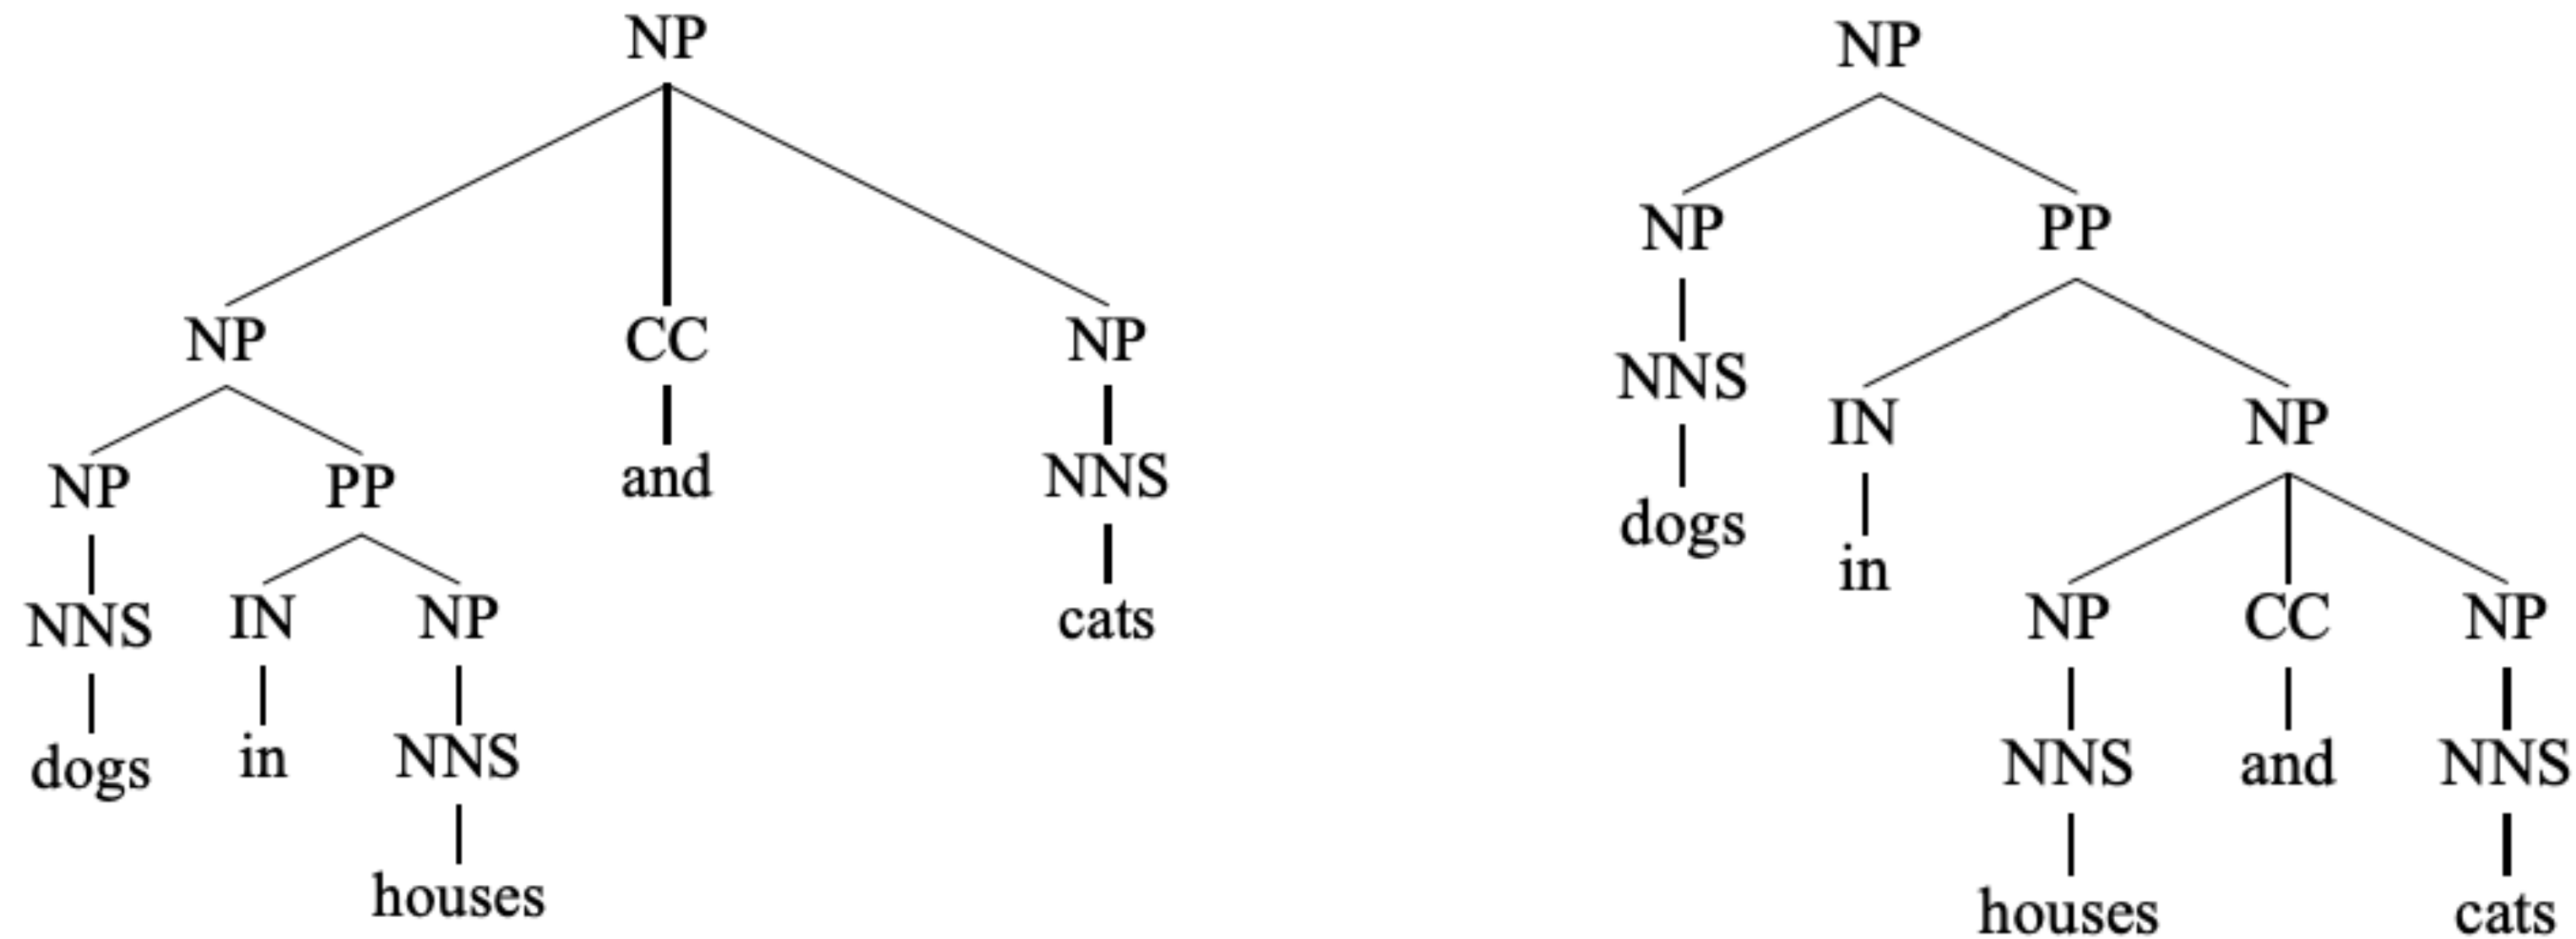 NP
NP CC NP
NP PP and NNS
NNS IN NP cats
dogs in NNS
houses
NP
NP PP
NNS IN NP
dogs in NP CC NP
NNS and NNS
houses cats